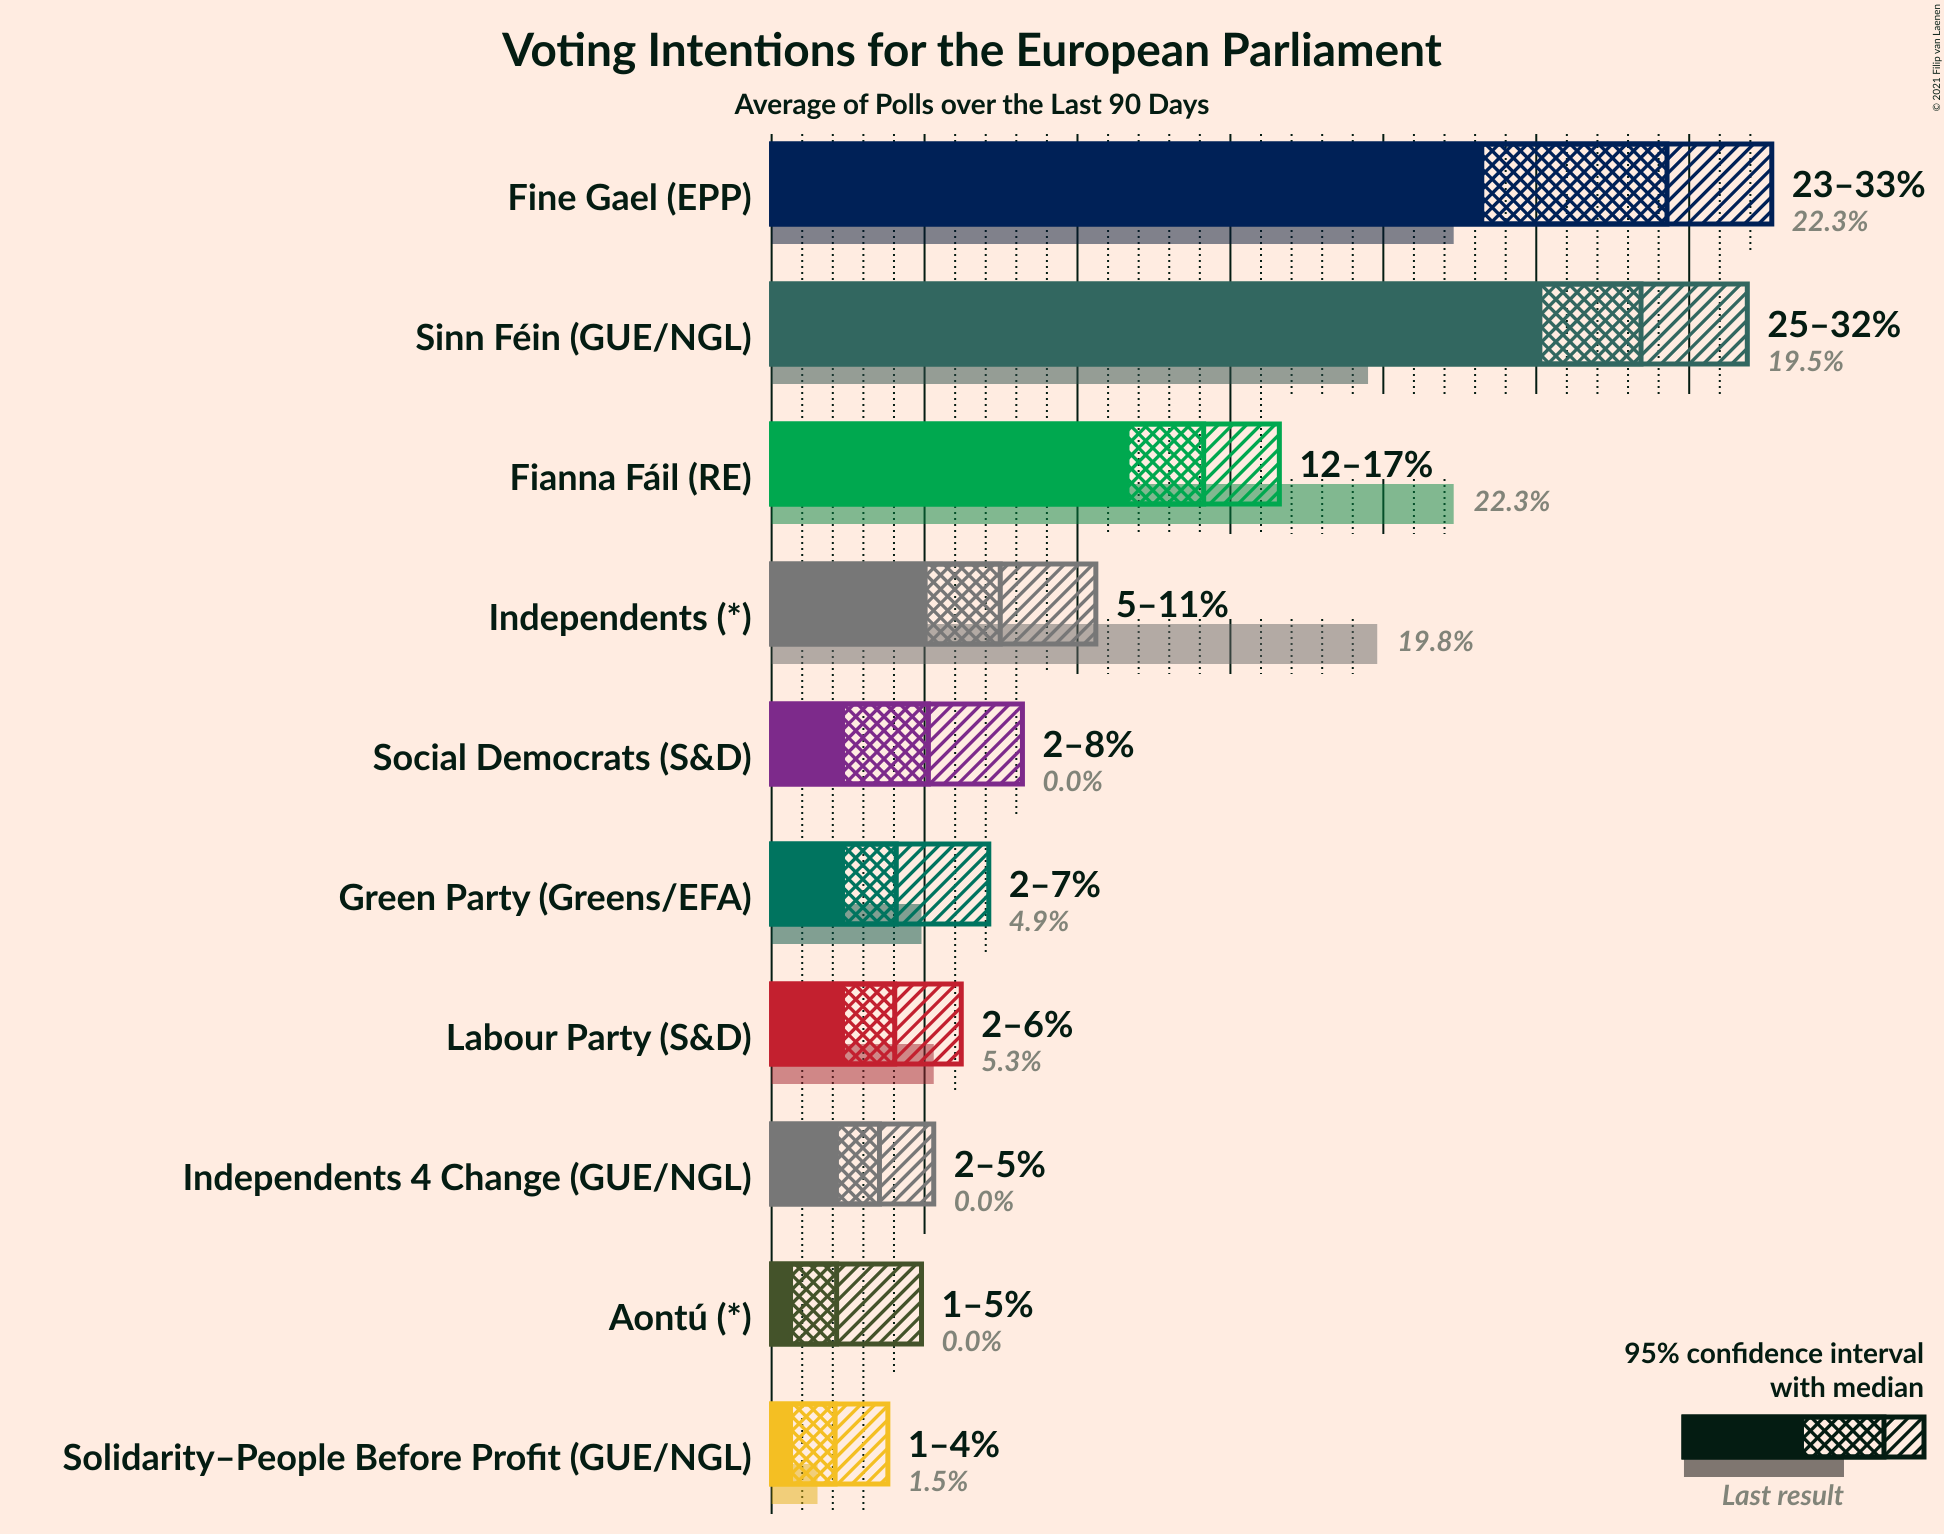 Voting Intentions for the European Parliament
Average of Polls over the Last 90 Days
© 2021 Filip van Laenen
Fine Gael (EPP)
23–33%
22.3%
Sinn Féin (GUE/NGL)
25–32%
19.5%
Fianna Fáil (RE)
12–17%
22.3%
Independents (*)
5–11%
19.8%
Social Democrats (S&D)
2–8%
0.0%
Green Party (Greens/EFA)
2–7%
4.9%
Labour Party (S&D)
2–6%
5.3%
Independents 4 Change (GUE/NGL)
2–5%
0.0%
Aontú (*)
1–5%
0.0%
Solidarity–People Before Profit (GUE/NGL)
1–4%
1.5%
95% confidence interval
with median
Last result